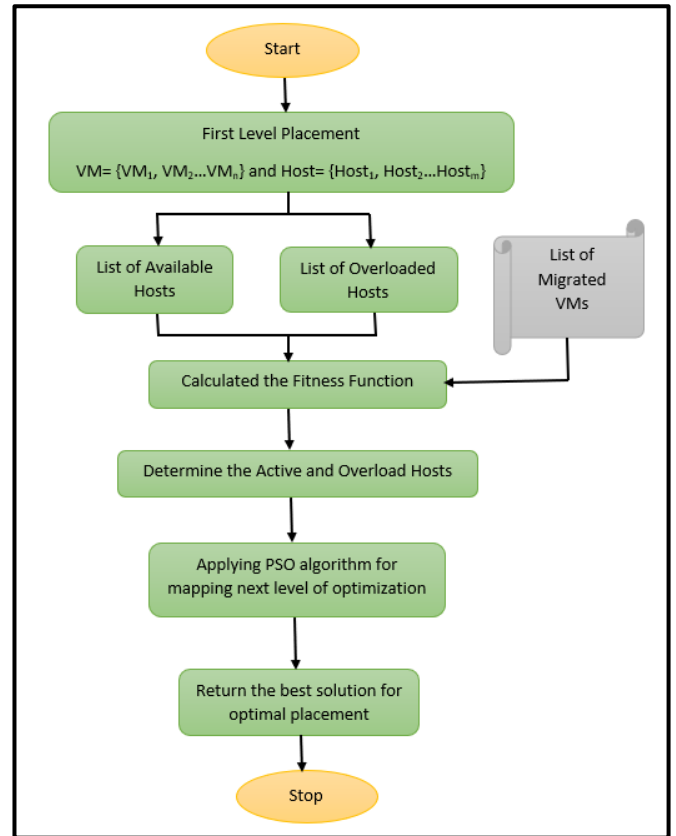 Start
First Level Placement
VM= {VM₁, VM₂...VMₙ} and Host= {Host₁, Host₂...Hostₘ}
List of Available
Hosts
List of Overloaded
Hosts
List of
Migrated
VMs
Calculated the Fitness Function
Determine the Active and Overload Hosts
Applying PSO algorithm for
mapping next level of optimization
Return the best solution for
optimal placement
Stop